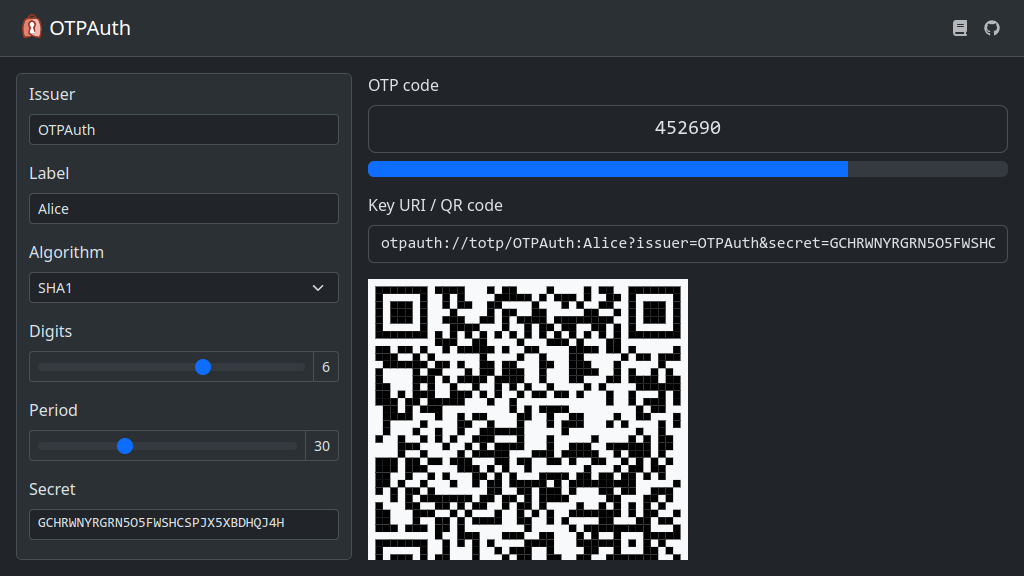 OTPAuth
Issuer
OTPAuth
Label
Alice
Algorithm
SHA1
Digits
6
Period
30
Secret
GCHRWNYRGRN5O5FWSHCSPJX5XBDHQJ4H
OTP code
452690
Key URI / QR code
otpauth://totp/OTPAuth:Alice?issuer=OTPAuth&secret=GCHRWNYRGRN5O5FWSHC